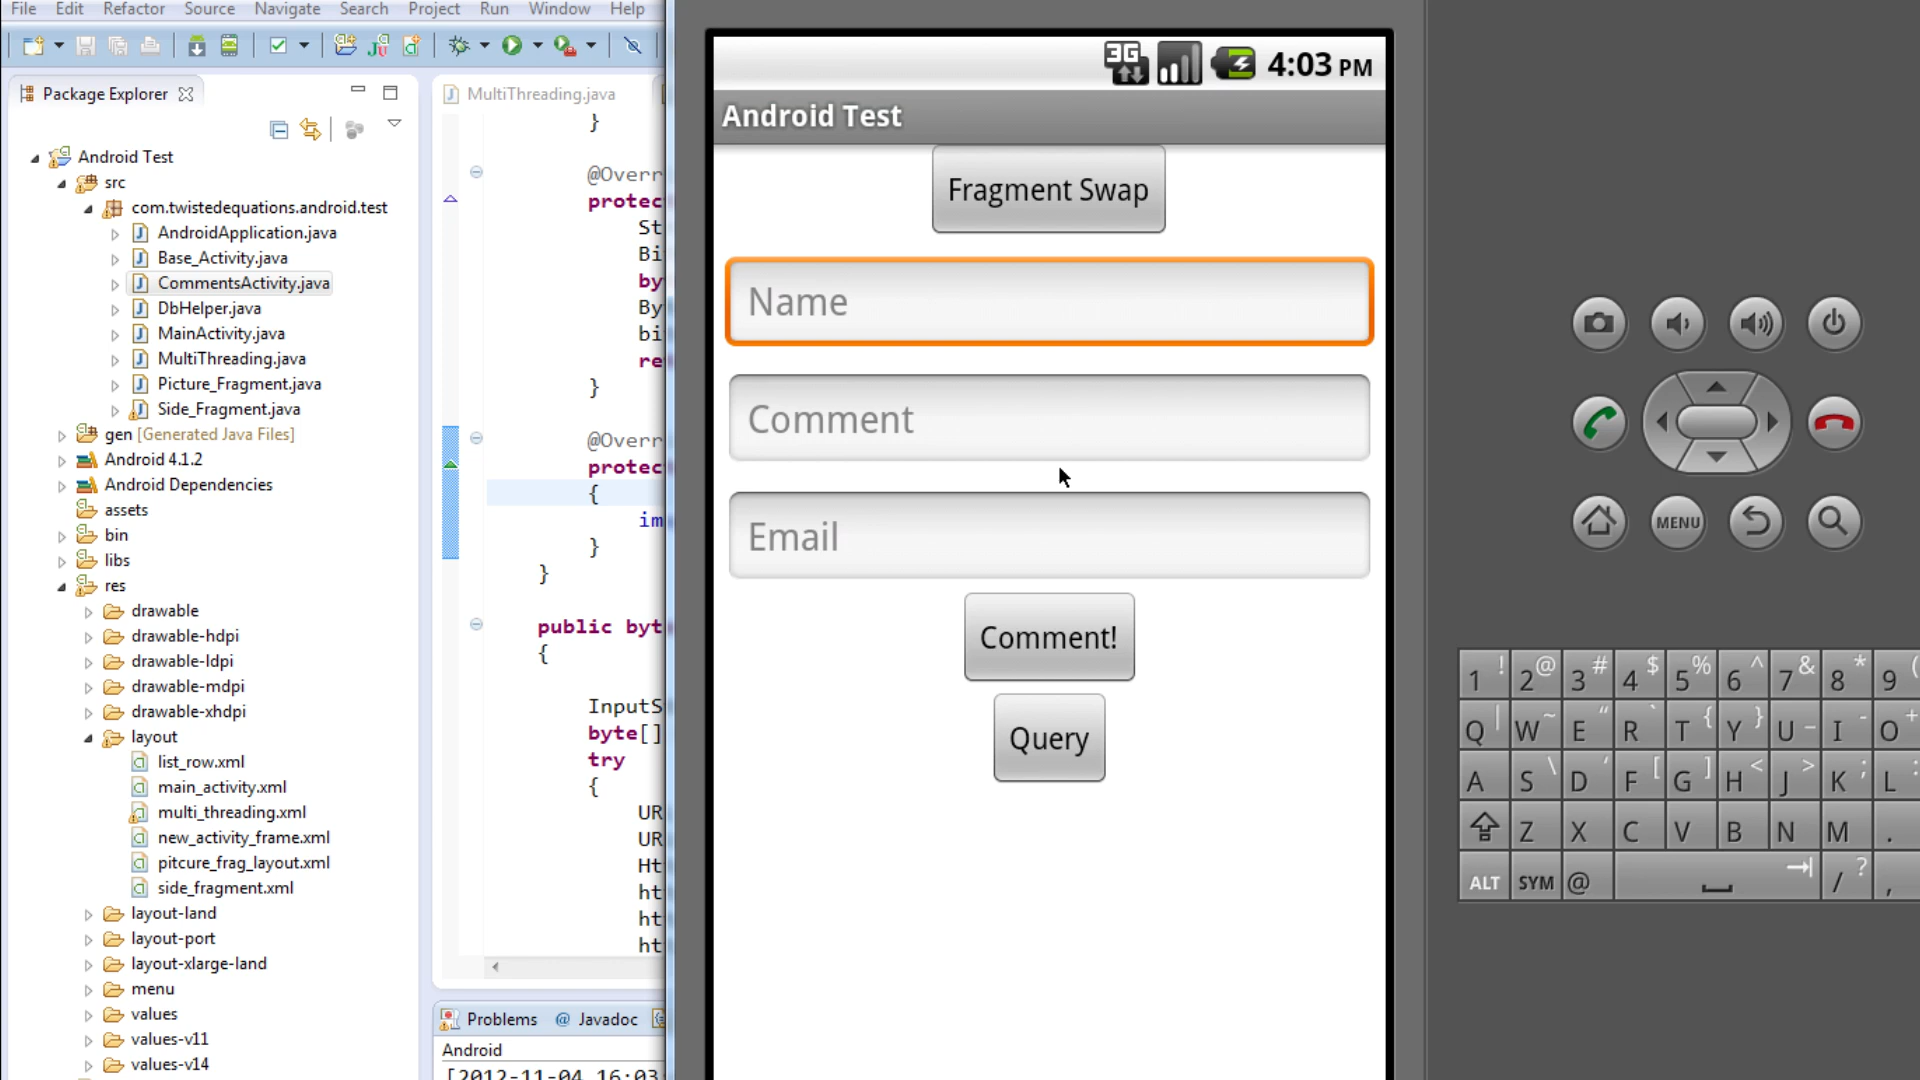 File Edit Refactor Source Navigate Search Project Run Window Help
Package Explorer
Android Test
src
com.twistedequations.android.test
AndroidApplication.java
Base_Activity.java
CommentsActivity.java
DbHelper.java
MainActivity.java
MultiThreading.java
Picture_Fragment.java
Side_Fragment.java
gen [Generated Java Files]
Android 4.1.2
Android Dependencies
assets
bin
libs
res
drawable
drawable-hdpi
drawable-ldpi
drawable-mdpi
drawable-xhdpi
layout
list_row.xml
main_activity.xml
multi_threading.xml
new_activity_frame.xml
pitcure_frag_layout.xml
side_fragment.xml
layout-land
layout-port
layout-xlarge-land
menu
values
values-v11
values-v14
MultiThreading.java
}
@Overr
protec
St
Bi
by
By
bi
re
}
@Overr
protec
{
im
}
}
public byt
{
InputS
byte[]
try
{
UR
UR
Ht
ht
ht
ht
Problems @ Javadoc
Android
[2012-11-04 16:03:
3G 4:03 PM
Android Test
Fragment Swap
Name
Comment
Email
Comment!
Query
MENU
1 ! 2 @ 3 # 4 $ 5 % 6 ^ 7 & 8 * 9 (
Q | W ~ E “ R ` T { Y } U - I - O +
A S \ D ‘ F [ G ] H < J > K ; L :
Z X C V B N M .
ALT SYM @ / ? ,